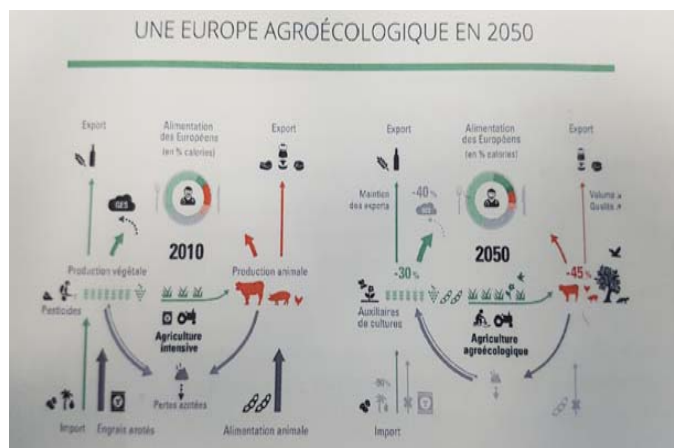 UNE EUROPE AGROÉCOLOGIQUE EN 2050
Export
Alimentation
des Européens
(en % calories)
Export
GES
2010
Production végétale
Production animale
Pesticides
Agriculture
intensive
Pertes azotées
Import
Engrais azotés
Alimentation animale
Export
Alimentation
des Européens
(en % calories)
Export
Maintien
des exports
-40 %
GES
Volume ↘
Qualité ↗
2050
-30%
-45%
Auxiliaires
de cultures
Agriculture
agroécologique
Import